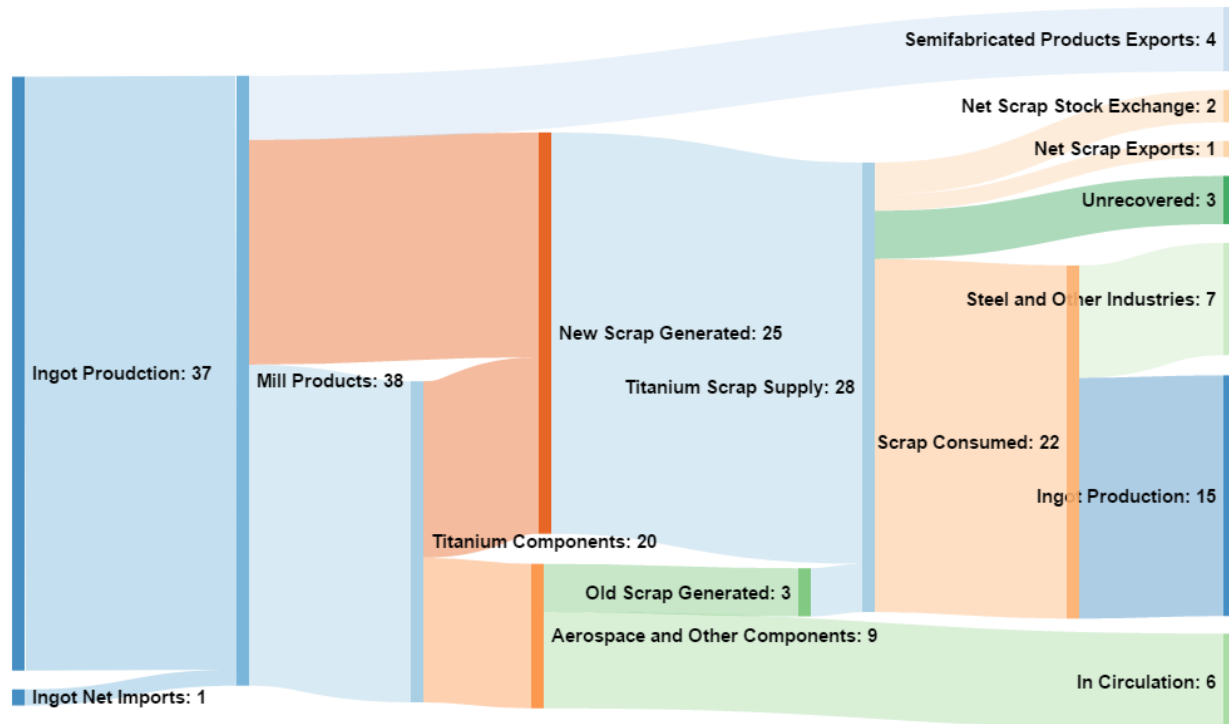 Semifabricated Products Exports: 4
Net Scrap Stock Exchange: 2
Net Scrap Exports: 1
Unrecovered: 3
Steel and Other Industries: 7
New Scrap Generated: 25
Ingot Proudction: 37
Mill Products: 38
Titanium Scrap Supply: 28
Scrap Consumed: 22
Ingot Production: 15
Titanium Components: 20
Old Scrap Generated: 3
Aerospace and Other Components: 9
In Circulation: 6
Ingot Net Imports: 1